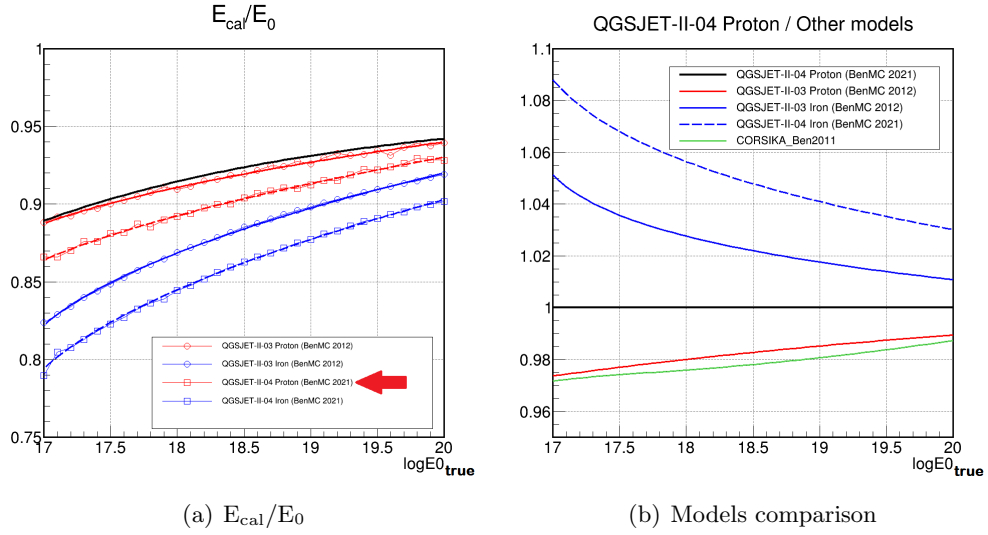 E_cal/E_0
1
0.95
0.9
0.85
0.8
0.75
17
17.5
18
18.5
19
19.5
20
logE0_true
QGSJET-II-03 Proton (BenMC 2012)
QGSJET-II-03 Iron (BenMC 2012)
QGSJET-II-04 Proton (BenMC 2021)
QGSJET-II-04 Iron (BenMC 2021)
(a) E_cal/E_0
QGSJET-II-04 Proton / Other models
1.1
1.08
1.06
1.04
1.02
1
0.98
0.96
17
17.5
18
18.5
19
19.5
20
logE0_true
QGSJET-II-04 Proton (BenMC 2021)
QGSJET-II-03 Proton (BenMC 2012)
QGSJET-II-03 Iron (BenMC 2012)
QGSJET-II-04 Iron (BenMC 2021)
CORSIKA_Ben2011
(b) Models comparison